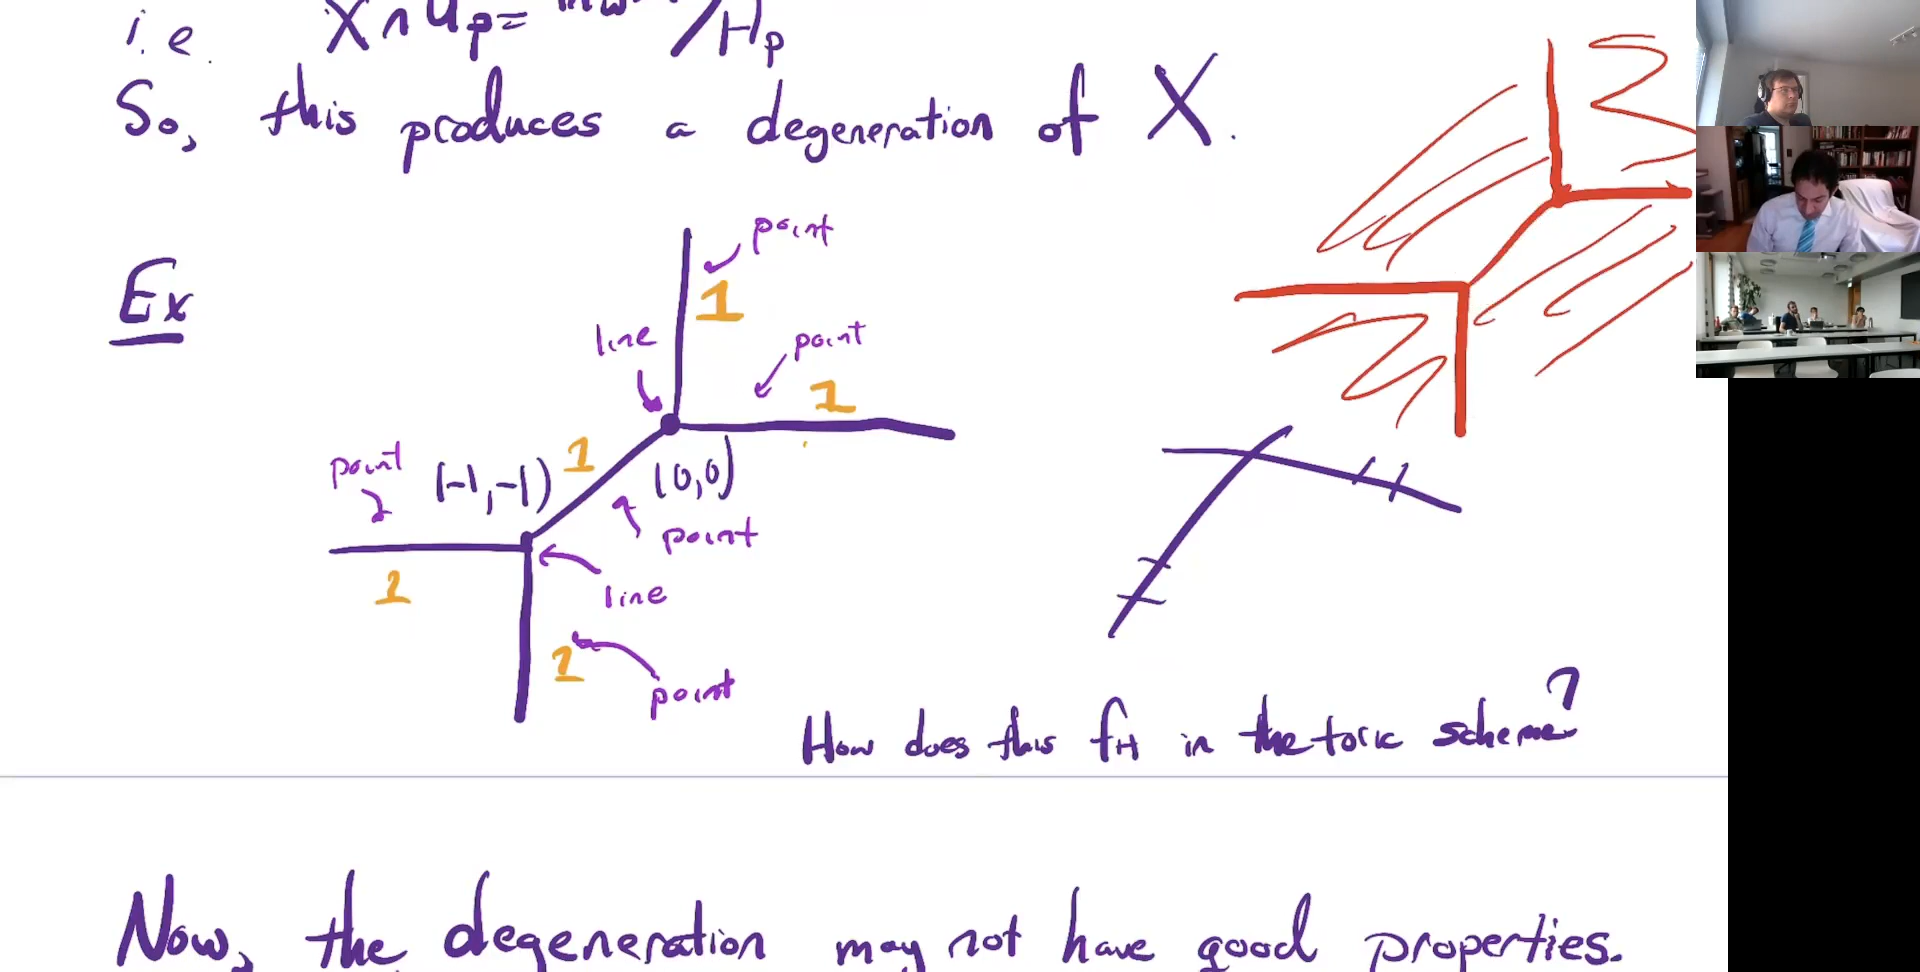 i.e. X ∩ U_P = in_w /H_P
So, this produces a degeneration of X.
Ex
point
1
line
point
1
point
(-1,-1)
1
(0,0)
point
line
1
1
point
How does this fit in the toric scheme?
Now, the degeneration may not have good properties.